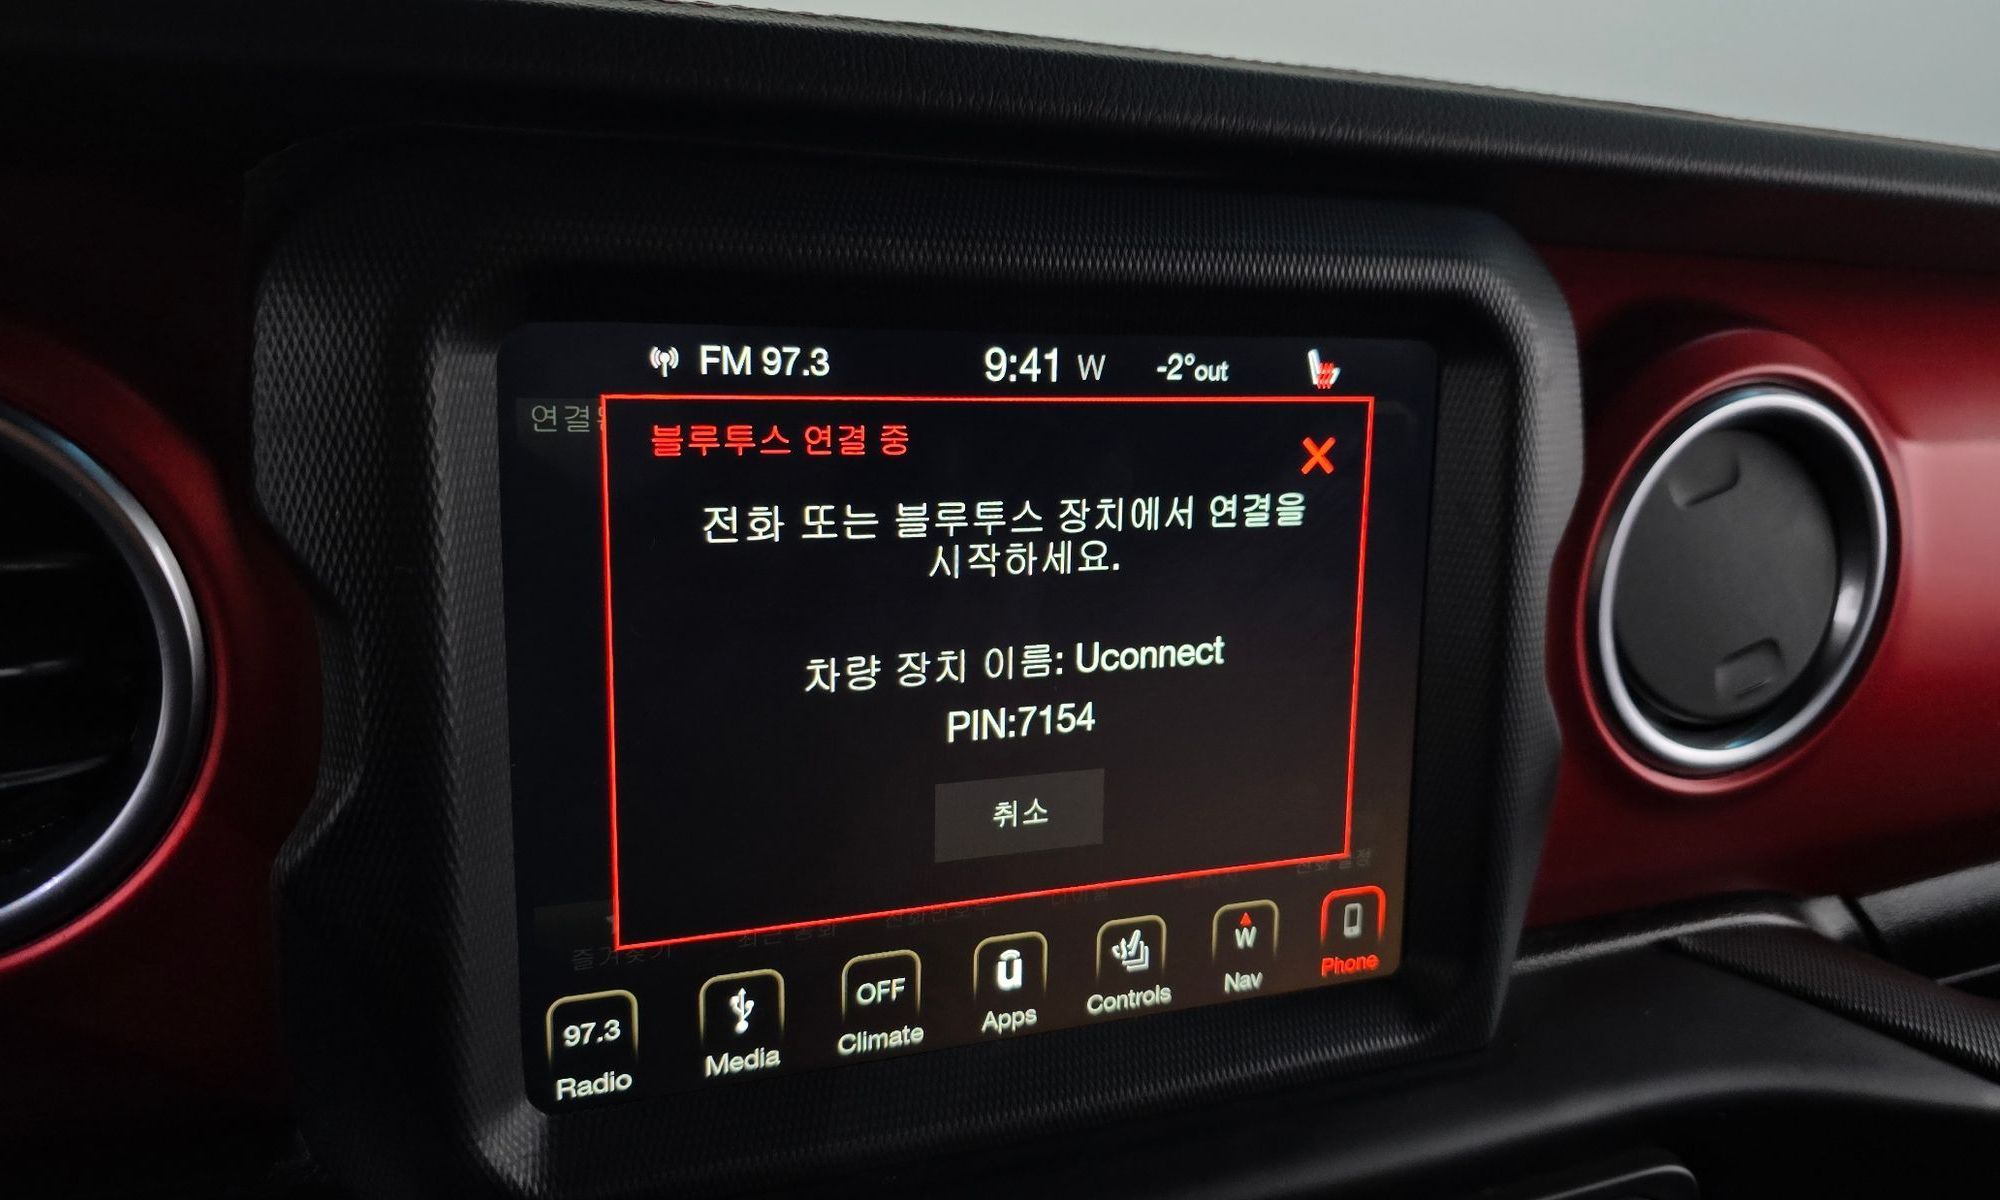 FM 97.3
9:41 W
-2°out
블루투스 연결 중
X
전화 또는 블루투스 장치에서 연결을
시작하세요.
차량 장치 이름: Uconnect
PIN:7154
취소
97.3
Radio
Media
OFF
Climate
Apps
Controls
W
Nav
Phone